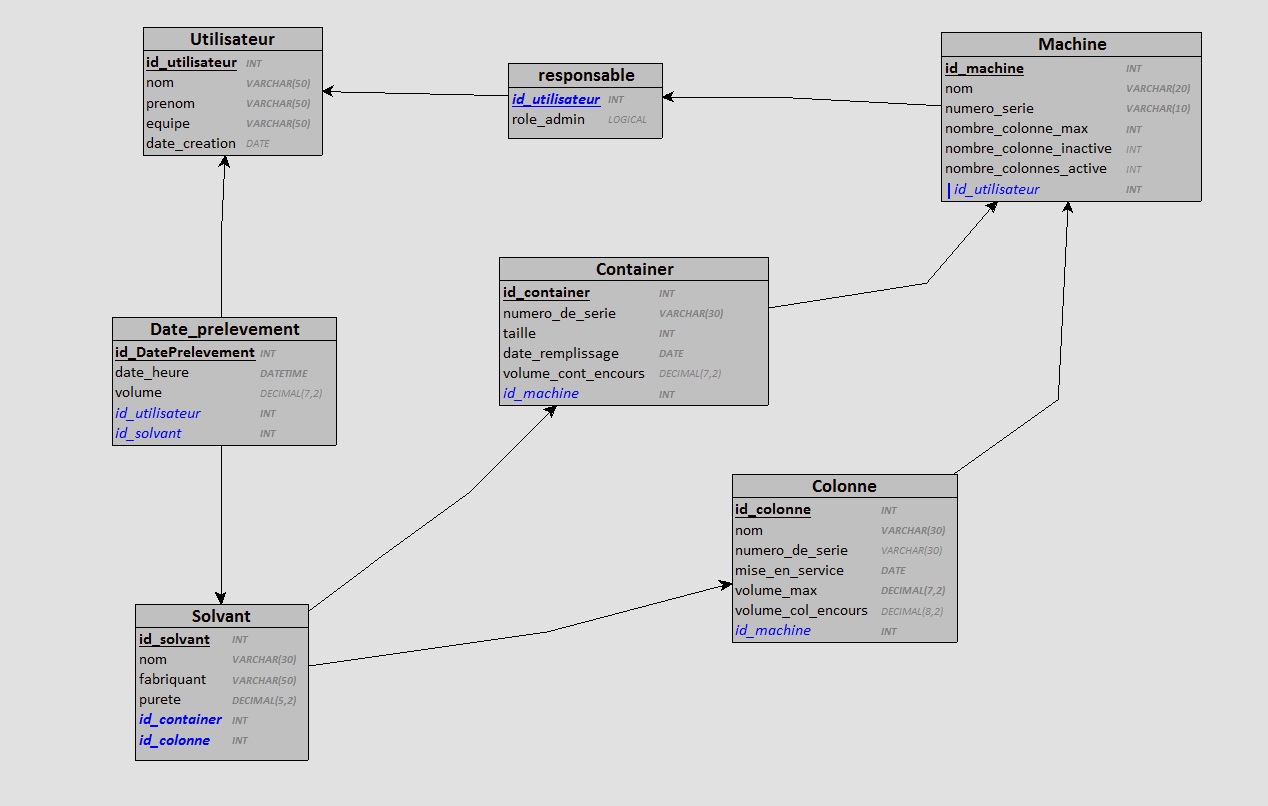 Utilisateur
id_utilisateur INT
nom VARCHAR(50)
prenom VARCHAR(50)
equipe VARCHAR(50)
date_creation DATE
responsable
id_utilisateur INT
role_admin LOGICAL
Machine
id_machine INT
nom VARCHAR(20)
numero_serie VARCHAR(10)
nombre_colonne_max INT
nombre_colonne_inactive INT
nombre_colonnes_active INT
id_utilisateur INT
Container
id_container INT
numero_de_serie VARCHAR(30)
taille INT
date_remplissage DATE
volume_cont_encours DECIMAL(7,2)
id_machine INT
Date_prelevement
id_DatePrelevement INT
date_heure DATETIME
volume DECIMAL(7,2)
id_utilisateur INT
id_solvant INT
Colonne
id_colonne INT
nom VARCHAR(30)
numero_de_serie VARCHAR(30)
mise_en_service DATE
volume_max DECIMAL(7,2)
volume_col_encours DECIMAL(8,2)
id_machine INT
Solvant
id_solvant INT
nom VARCHAR(30)
fabriquant VARCHAR(50)
purete DECIMAL(5,2)
id_container INT
id_colonne INT